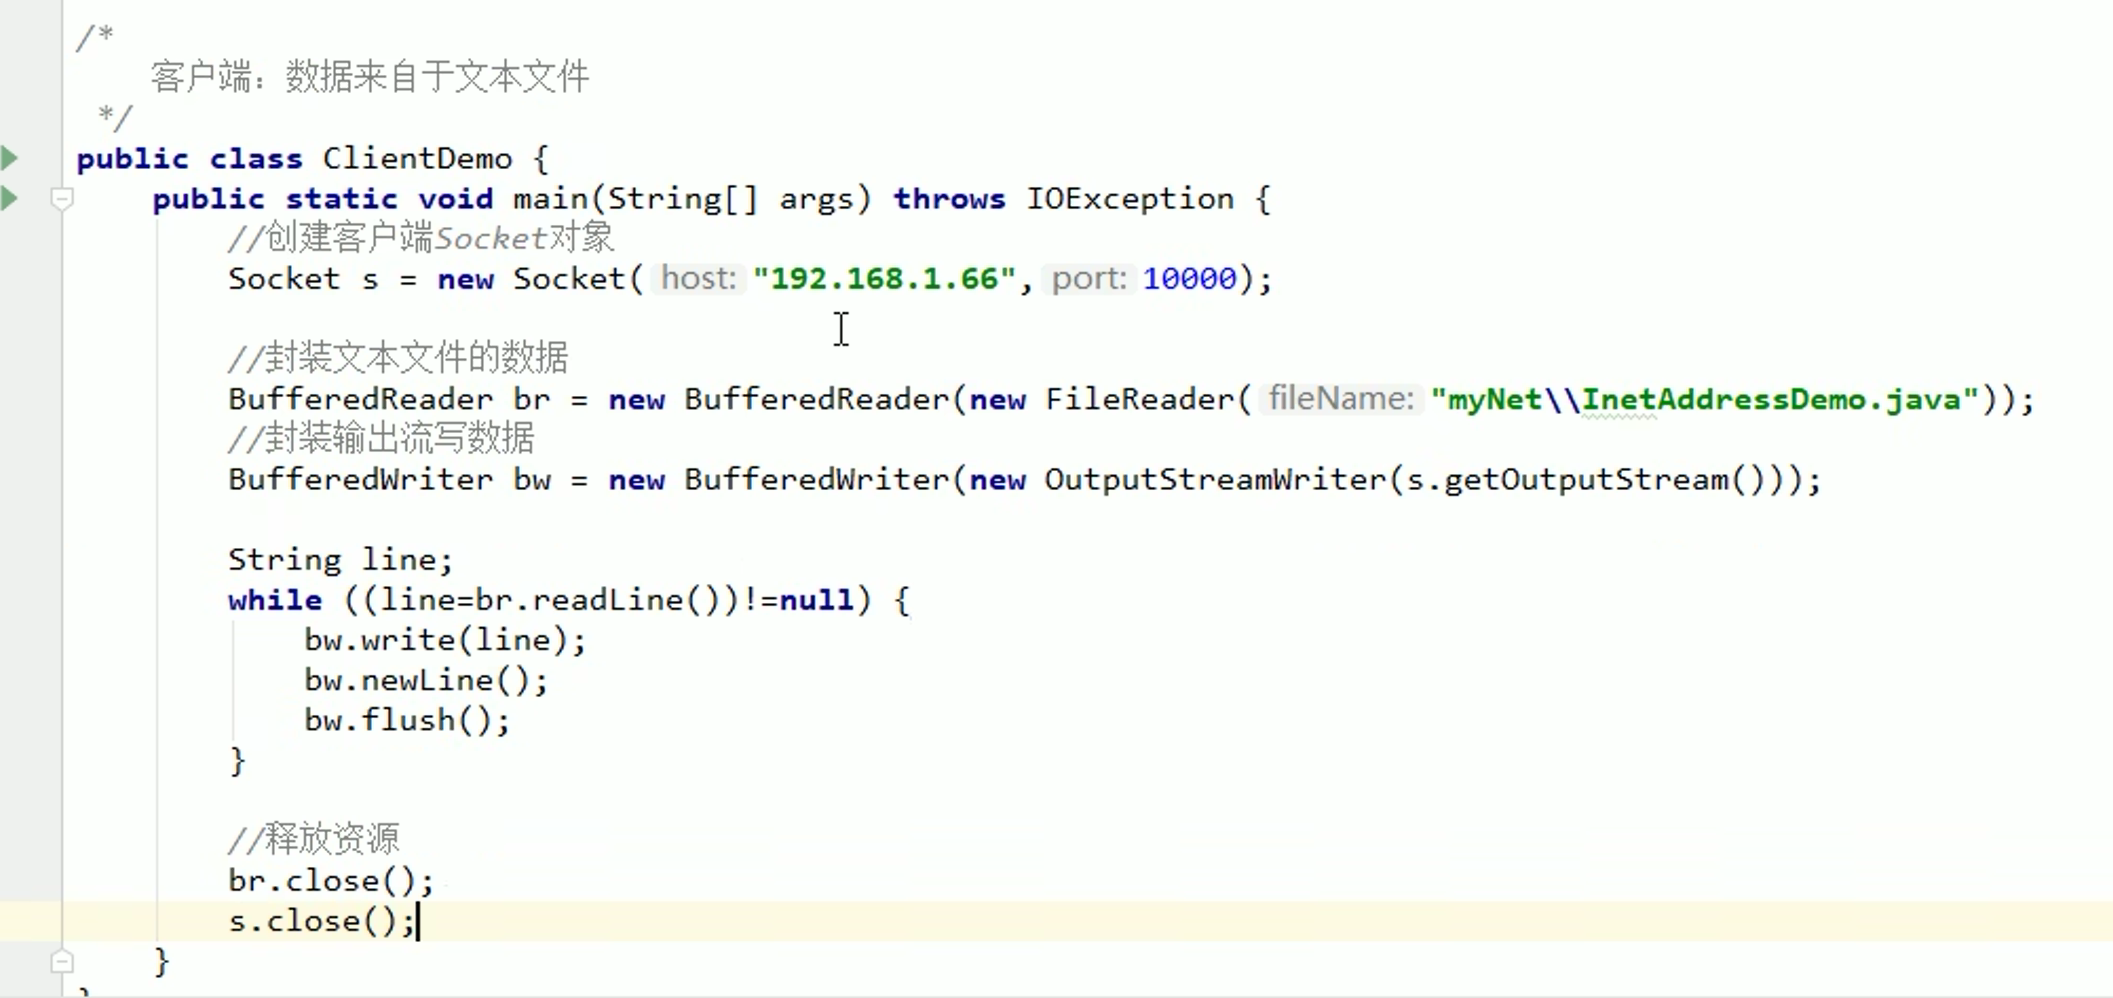 /*
    客户端：数据来自于文本文件
 */
public class ClientDemo {
    public static void main(String[] args) throws IOException {
        //创建客户端Socket对象
        Socket s = new Socket( host: "192.168.1.66", port: 10000);
        //封装文本文件的数据
        BufferedReader br = new BufferedReader(new FileReader( fileName: "myNet\\InetAddressDemo.java"));
        //封装输出流写数据
        BufferedWriter bw = new BufferedWriter(new OutputStreamWriter(s.getOutputStream()));
        String line;
        while ((line=br.readLine())!=null) {
            bw.write(line);
            bw.newLine();
            bw.flush();
        }
        //释放资源
        br.close();
        s.close();
    }
}